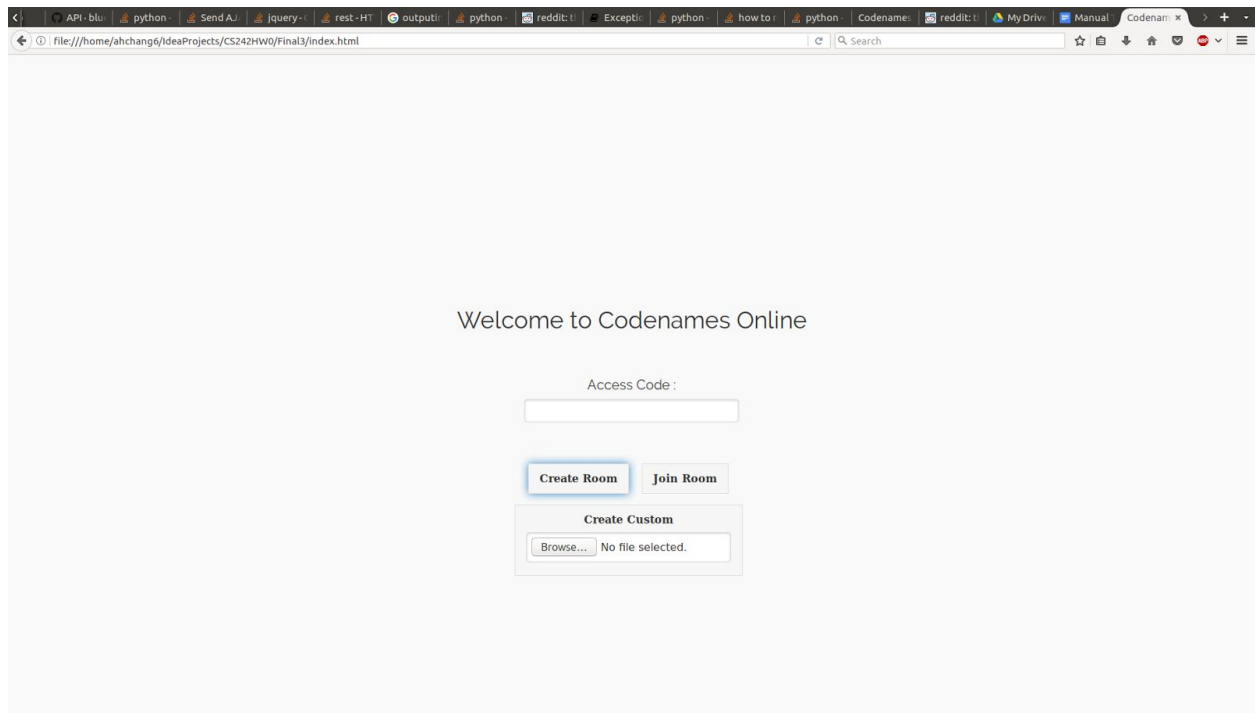 API - blu
python -
Send AJ
jquery - C
rest - HT
outputin
python -
reddit: t
Exceptio
python -
how to r
python -
Codenames
reddit: t
My Drive
Manual T
Codenam ×
file:///home/ahchang6/IdeaProjects/CS242HW0/Final3/index.html
Search
ABP
Welcome to Codenames Online
Access Code :
Create Room
Join Room
Create Custom
Browse... No file selected.